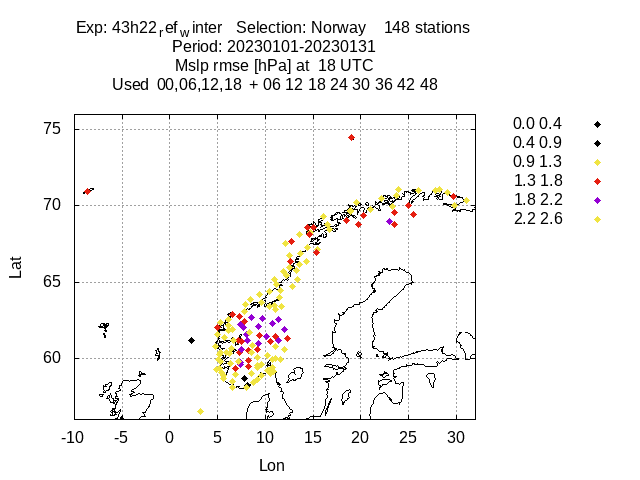 Exp: 43h22refwinter Selection: Norway 148 stations
Period: 20230101-20230131
Mslp rmse [hPa] at 18 UTC
Used 00,06,12,18 + 06 12 18 24 30 36 42 48
75
70
65
60
Lat
-10 -5 0 5 10 15 20 25 30
Lon
0.0 0.4
0.4 0.9
0.9 1.3
1.3 1.8
1.8 2.2
2.2 2.6